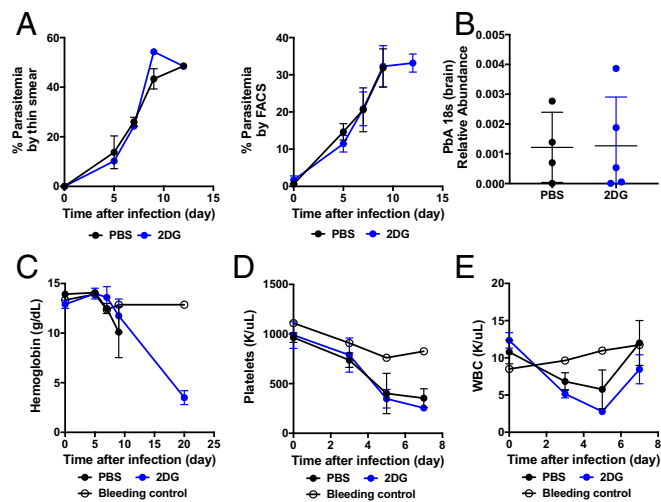 A
% Parasitemia
by thin smear
60
40
20
0
0
5
10
15
Time after infection (day)
PBS
2DG
% Parasitemia
by FACS
40
30
20
10
0
0
5
10
15
Time after infection (day)
PBS
2DG
B
PbA 18s (brain)
Relative Abundance
0.005
0.004
0.003
0.002
0.001
0.000
PBS
2DG
C
Hemoglobin (g/dL)
15
10
5
0
0
5
10
15
20
25
Time after infection (day)
PBS
2DG
Bleeding control
D
Platelets (K/uL)
1500
1000
500
0
0
2
4
6
8
Time after infection (day)
PBS
2DG
Bleeding control
E
WBC (K/uL)
20
15
10
5
0
0
2
4
6
8
Time after infection (day)
PBS
2DG
Bleeding control